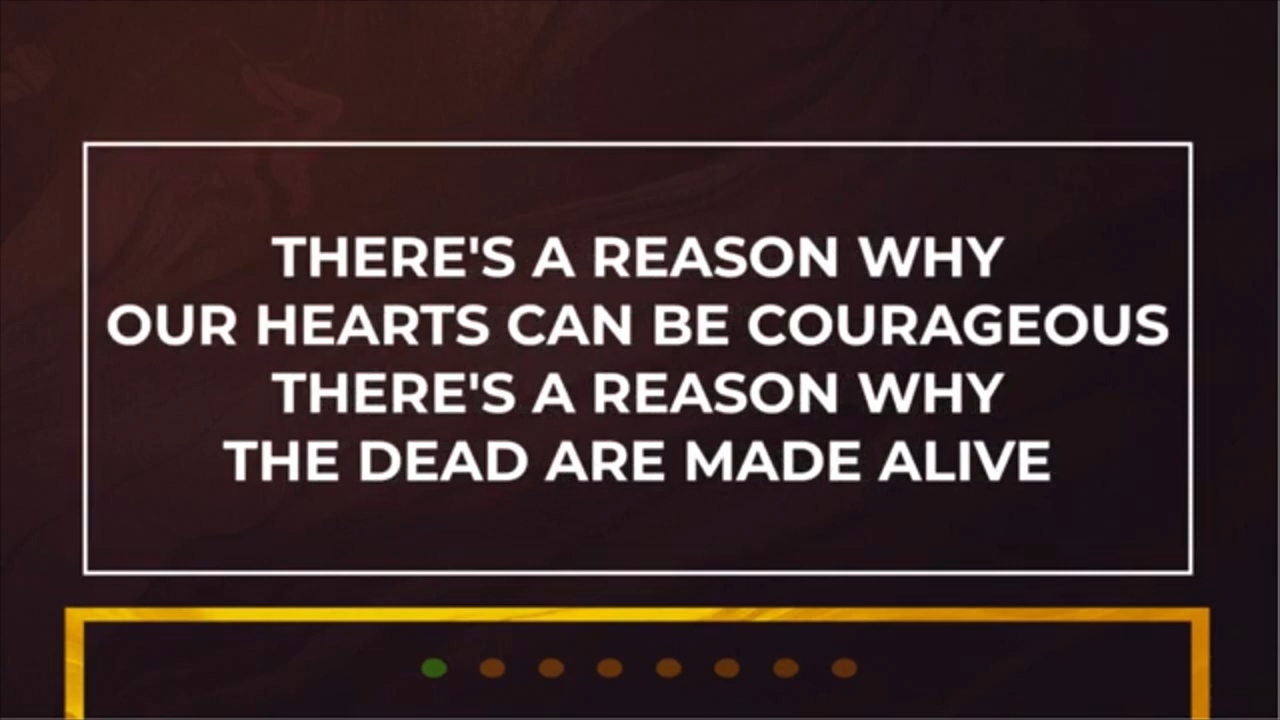 THERE'S A REASON WHY
OUR HEARTS CAN BE COURAGEOUS
THERE'S A REASON WHY
THE DEAD ARE MADE ALIVE